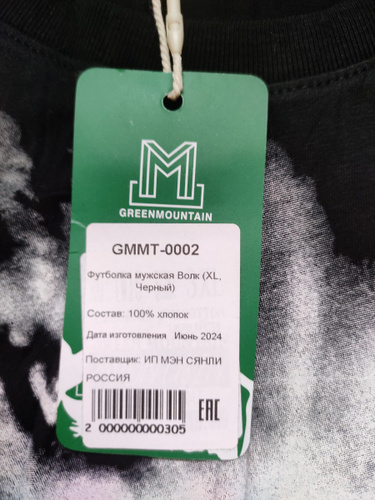 GREENMOUNTAIN
GMMT-0002
Футболка мужская Волк (XL,
Черный)
Состав: 100% хлопок
Дата изготовления Июнь 2024
Поставщик: ИП МЭН СЯНЛИ
РОССИЯ
EAC
2 000000000305